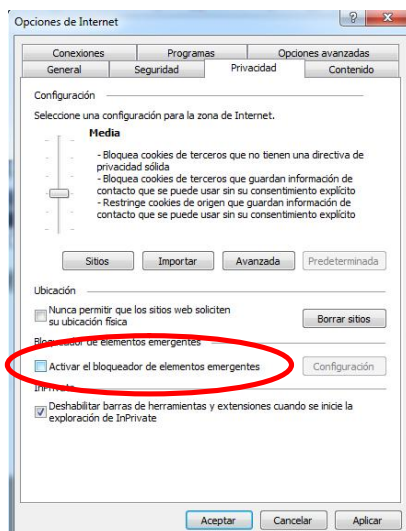 Opciones de Internet
Conexiones Programas Opciones avanzadas
General Seguridad Privacidad Contenido
Configuración
Seleccione una configuración para la zona de Internet.
Media
- Bloquea cookies de terceros que no tienen una directiva de
privacidad sólida
- Bloquea cookies de terceros que guardan información de
contacto que se puede usar sin su consentimiento explícito
- Restringe cookies de origen que guardan información de
contacto que se puede usar sin su consentimiento explícito
Sitios Importar Avanzada Predeterminada
Ubicación
Nunca permitir que los sitios web soliciten
su ubicación física
Borrar sitios
Bloqueador de elementos emergentes
Activar el bloqueador de elementos emergentes Configuración
InPrivate
Deshabilitar barras de herramientas y extensiones cuando se inicie la
exploración de InPrivate
Aceptar Cancelar Aplicar